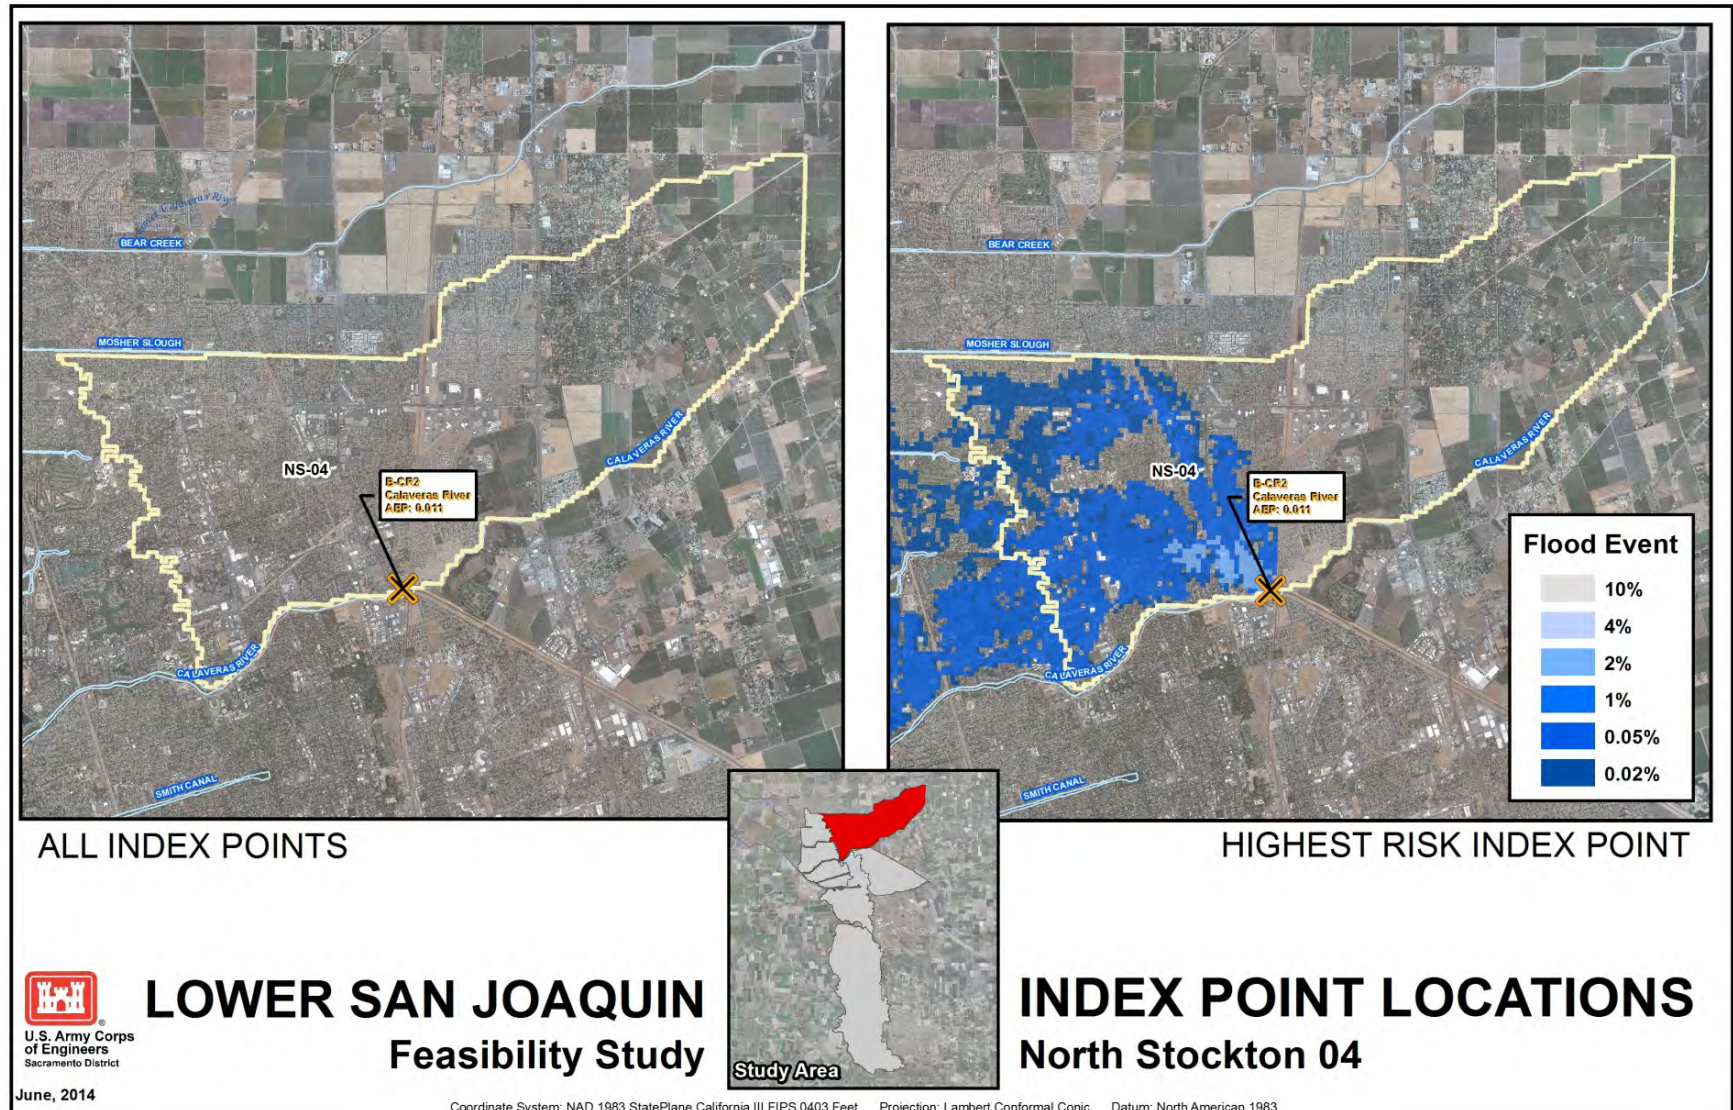 BEAR CREEK
MOSHER SLOUGH
CALAVERAS RIVER
NS-04
B-CR2
Calaveras River
AEP: 0.011
CALAVERAS RIVER
SMITH CANAL
ALL INDEX POINTS
BEAR CREEK
MOSHER SLOUGH
CALAVERAS RIVER
NS-04
B-CR2
Calaveras River
AEP: 0.011
CALAVERAS RIVER
SMITH CANAL
Flood Event
10%
4%
2%
1%
0.05%
0.02%
HIGHEST RISK INDEX POINT
Study Area
U.S. Army Corps
of Engineers
Sacramento District
®
June, 2014
LOWER SAN JOAQUIN
Feasibility Study
INDEX POINT LOCATIONS
North Stockton 04
Coordinate System: NAD 1983 StatePlane California III FIPS 0403 Feet Projection: Lambert Conformal Conic Datum: North American 1983